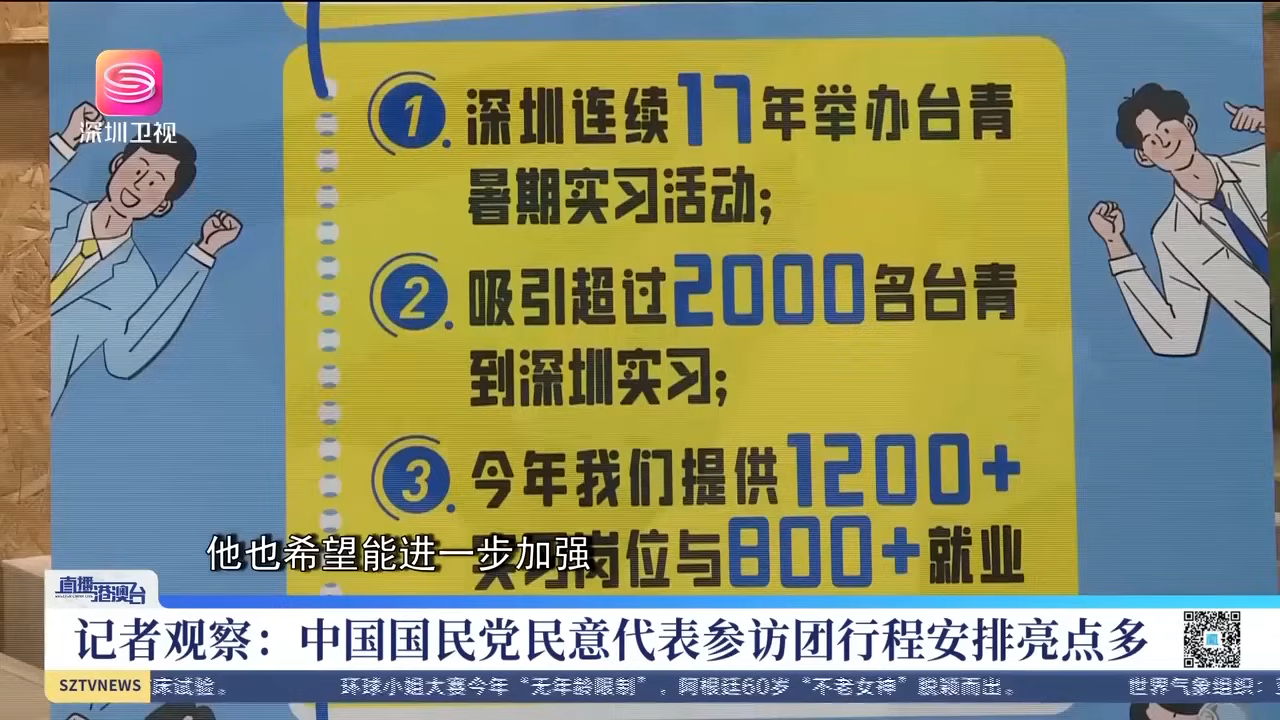 深圳卫视
1. 深圳连续17年举办台青
暑期实习活动;
2. 吸引超过2000名台青
到深圳实习;
3. 今年我们提供1200+
实习岗位与800+就业
他也希望能进一步加强
直播港澳台
记者观察：中国国民党民意代表参访团行程安排亮点多
SZTVNEWS
床试验。 环球小姐大赛今年“无年龄限制”，阿根廷60岁“不老女神”脱颖而出。 世界气象组织：